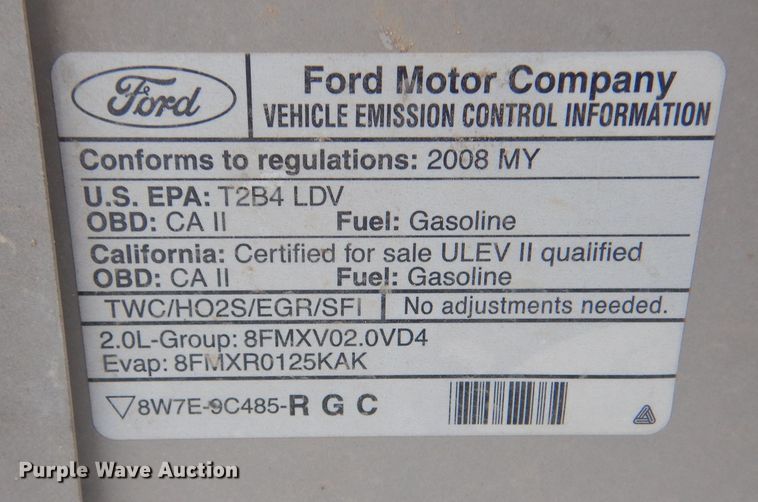 Ford
Ford Motor Company
VEHICLE EMISSION CONTROL INFORMATION
Conforms to regulations: 2008 MY
U.S. EPA: T2B4 LDV
OBD: CA II Fuel: Gasoline
California: Certified for sale ULEV II qualified
OBD: CA II Fuel: Gasoline
TWC/HO2S/EGR/SFI No adjustments needed.
2.0L-Group: 8FMXV02.0VD4
Evap: 8FMXR0125KAK
8W7E-9C485-R G C
Purple Wave Auction